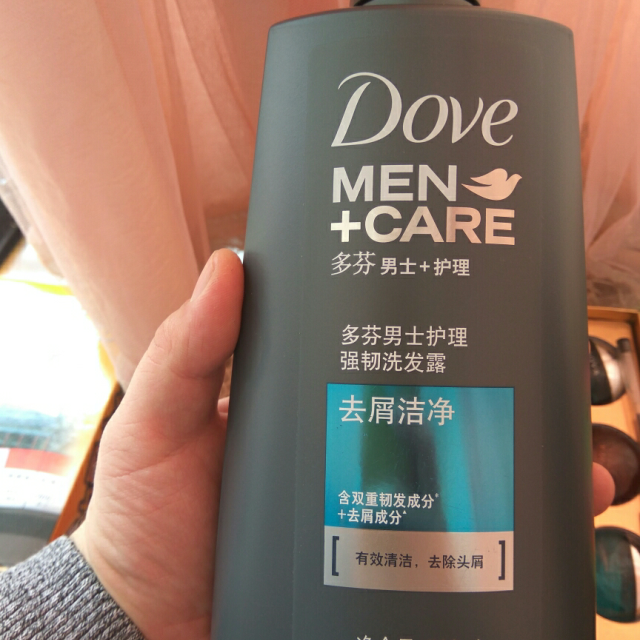 Dove
MEN
+CARE
多芬 男士+护理
多芬男士护理
强韧洗发露
去屑洁净
含双重韧发成分*
+去屑成分^
有效清洁，去除头屑